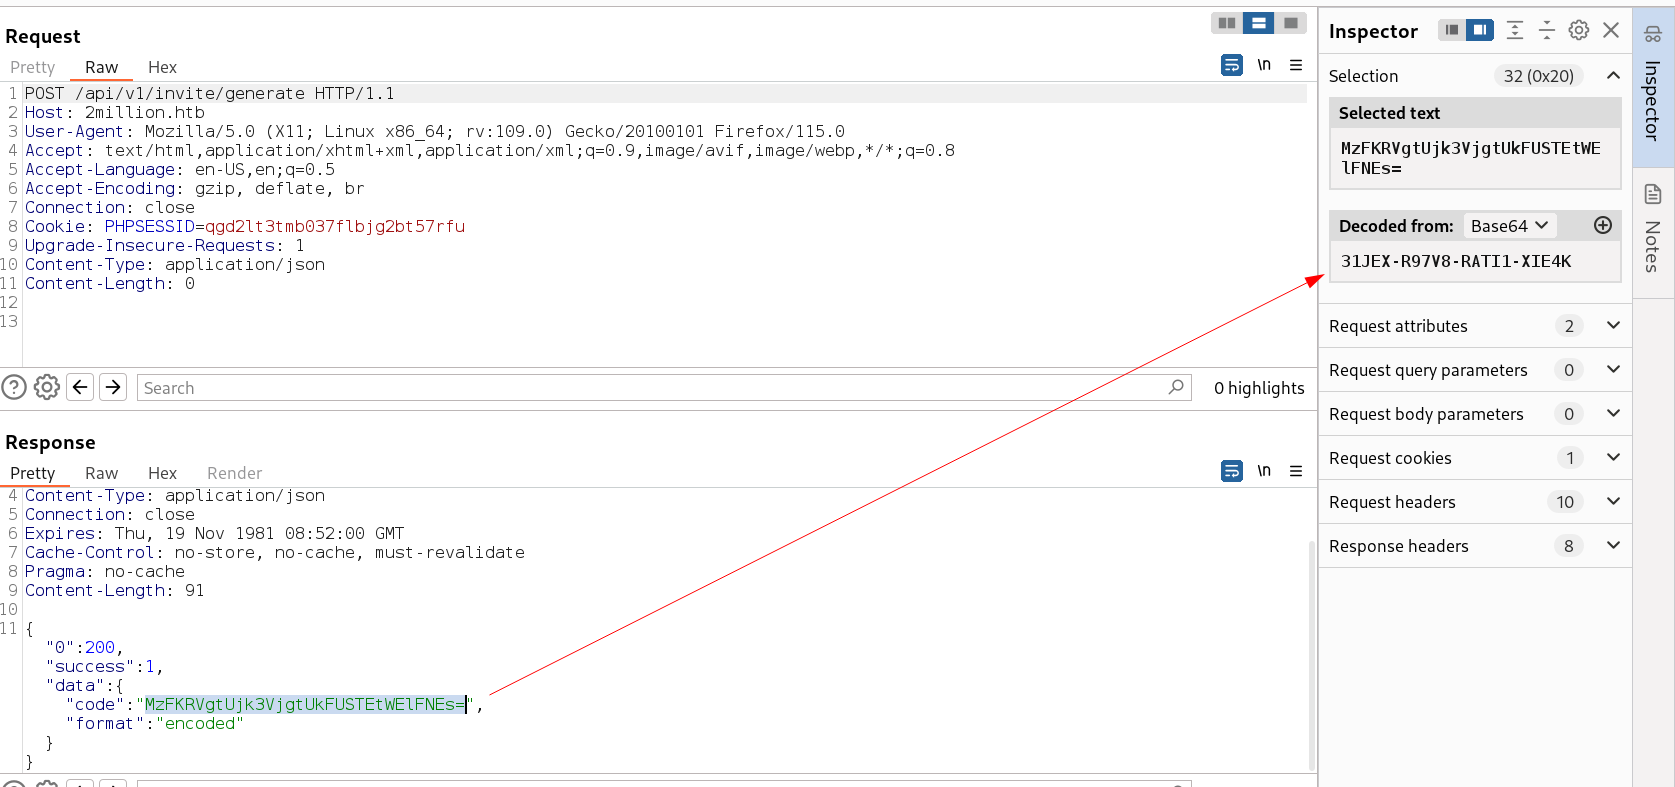 Request
Pretty Raw Hex
\n
1 POST /api/v1/invite/generate HTTP/1.1
2 Host: 2million.htb
3 User-Agent: Mozilla/5.0 (X11; Linux x86_64; rv:109.0) Gecko/20100101 Firefox/115.0
4 Accept: text/html,application/xhtml+xml,application/xml;q=0.9,image/avif,image/webp,*/*;q=0.8
5 Accept-Language: en-US,en;q=0.5
6 Accept-Encoding: gzip, deflate, br
7 Connection: close
8 Cookie: PHPSESSID=qgd2lt3tmb037flbjg2bt57rfu
9 Upgrade-Insecure-Requests: 1
10 Content-Type: application/json
11 Content-Length: 0
12
13
Search
0 highlights
Response
Pretty Raw Hex Render
\n
4 Content-Type: application/json
5 Connection: close
6 Expires: Thu, 19 Nov 1981 08:52:00 GMT
7 Cache-Control: no-store, no-cache, must-revalidate
8 Pragma: no-cache
9 Content-Length: 91
10
11 {
"0":200,
"success":1,
"data":{
"code":"MzFKRVgtUjk3VjgtUkFUSTEtWElFNEs=",
"format":"encoded"
}
}
Inspector
Selection 32 (0x20)
Selected text
MzFKRVgtUjk3VjgtUkFUSTEtWE
lFNEs=
Decoded from: Base64
31JEX-R97V8-RATI1-XIE4K
Request attributes 2
Request query parameters 0
Request body parameters 0
Request cookies 1
Request headers 10
Response headers 8
Inspector
Notes